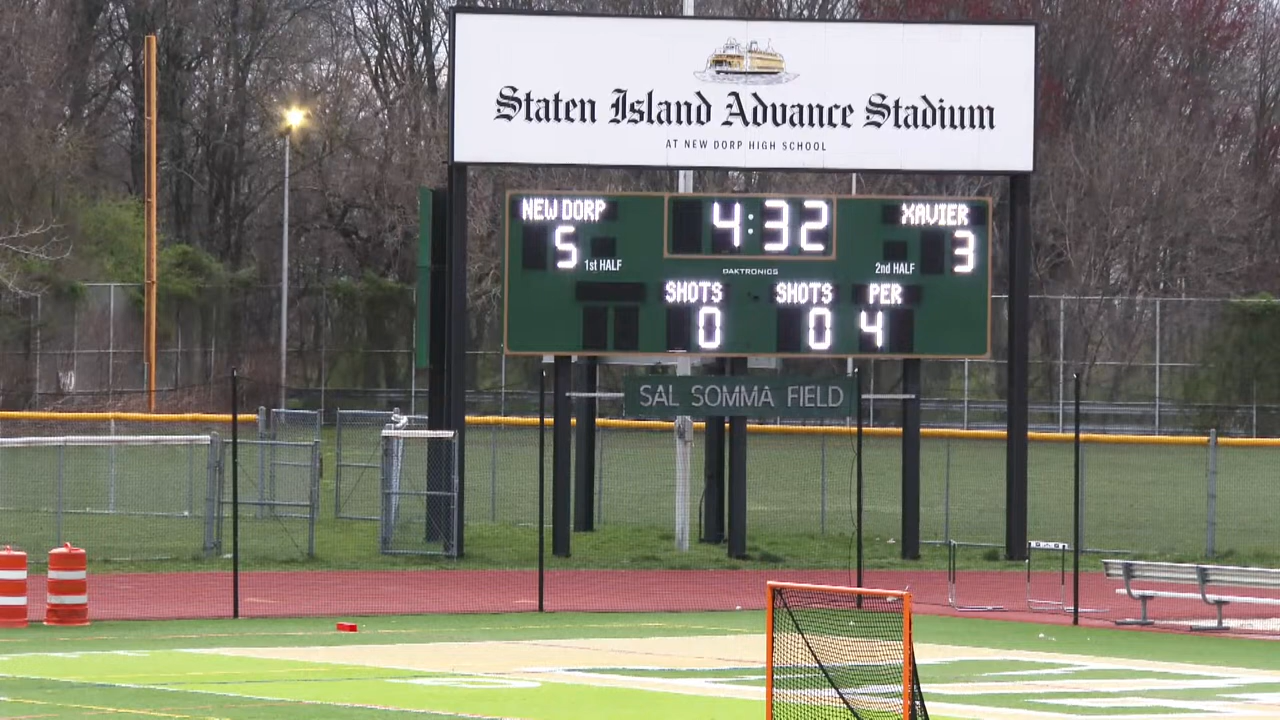 Staten Island Advance Stadium
AT NEW DORP HIGH SCHOOL
NEW DORP 4:32 XAVIER
5 3
1st HALF DAKTRONICS 2nd HALF
SHOTS SHOTS PER
0 0 4
SAL SOMMA FIELD